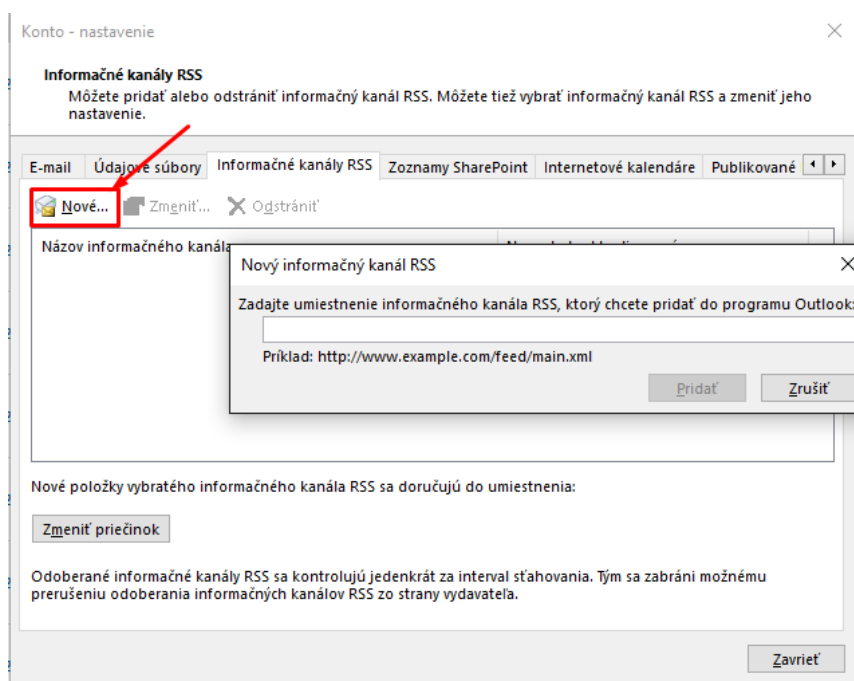 Konto - nastavenie
Informačné kanály RSS
Môžete pridať alebo odstrániť informačný kanál RSS. Môžete tiež vybrať informačný kanál RSS a zmeniť jeho
nastavenie.
E-mail Údajové súbory Informačné kanály RSS Zoznamy SharePoint Internetové kalendáre Publikované
Nové... Zmeniť... Odstrániť
Názov informačného kanála
Nový informačný kanál RSS
Zadajte umiestnenie informačného kanála RSS, ktorý chcete pridať do programu Outlook:
Príklad: http://www.example.com/feed/main.xml
Pridať Zrušiť
Nové položky vybratého informačného kanála RSS sa doručujú do umiestnenia:
Zmeniť priečinok
Odoberané informačné kanály RSS sa kontrolujú jedenkrát za interval sťahovania. Tým sa zabráni možnému
prerušeniu odoberania informačných kanálov RSS zo strany vydavateľa.
Zavrieť